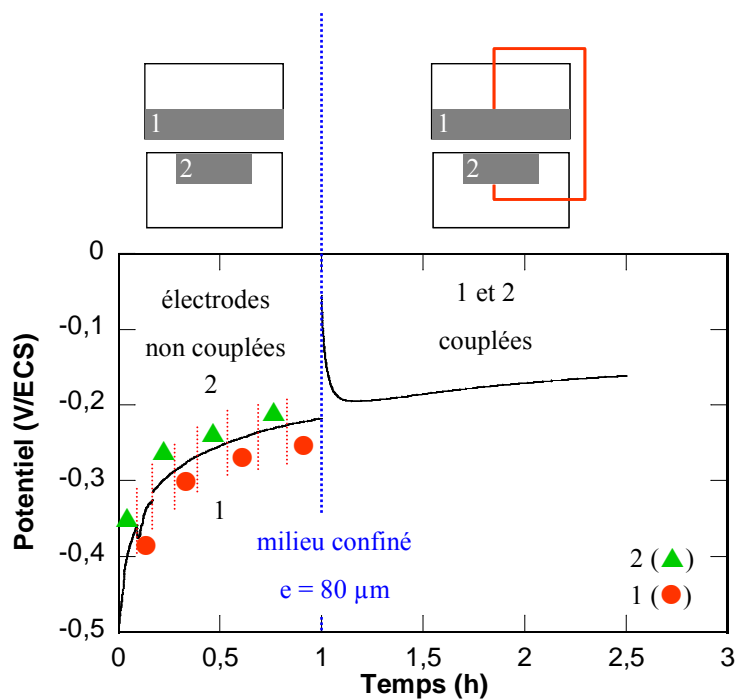 1
2
1
2
0
-0,1
-0,2
-0,3
-0,4
-0,5
Potentiel (V/ECS)
électrodes
non couplées
2
1
1 et 2
couplées
milieu confiné
e = 80 µm
2 ( )
1 ( )
0
0,5
1
1,5
2
2,5
3
Temps (h)